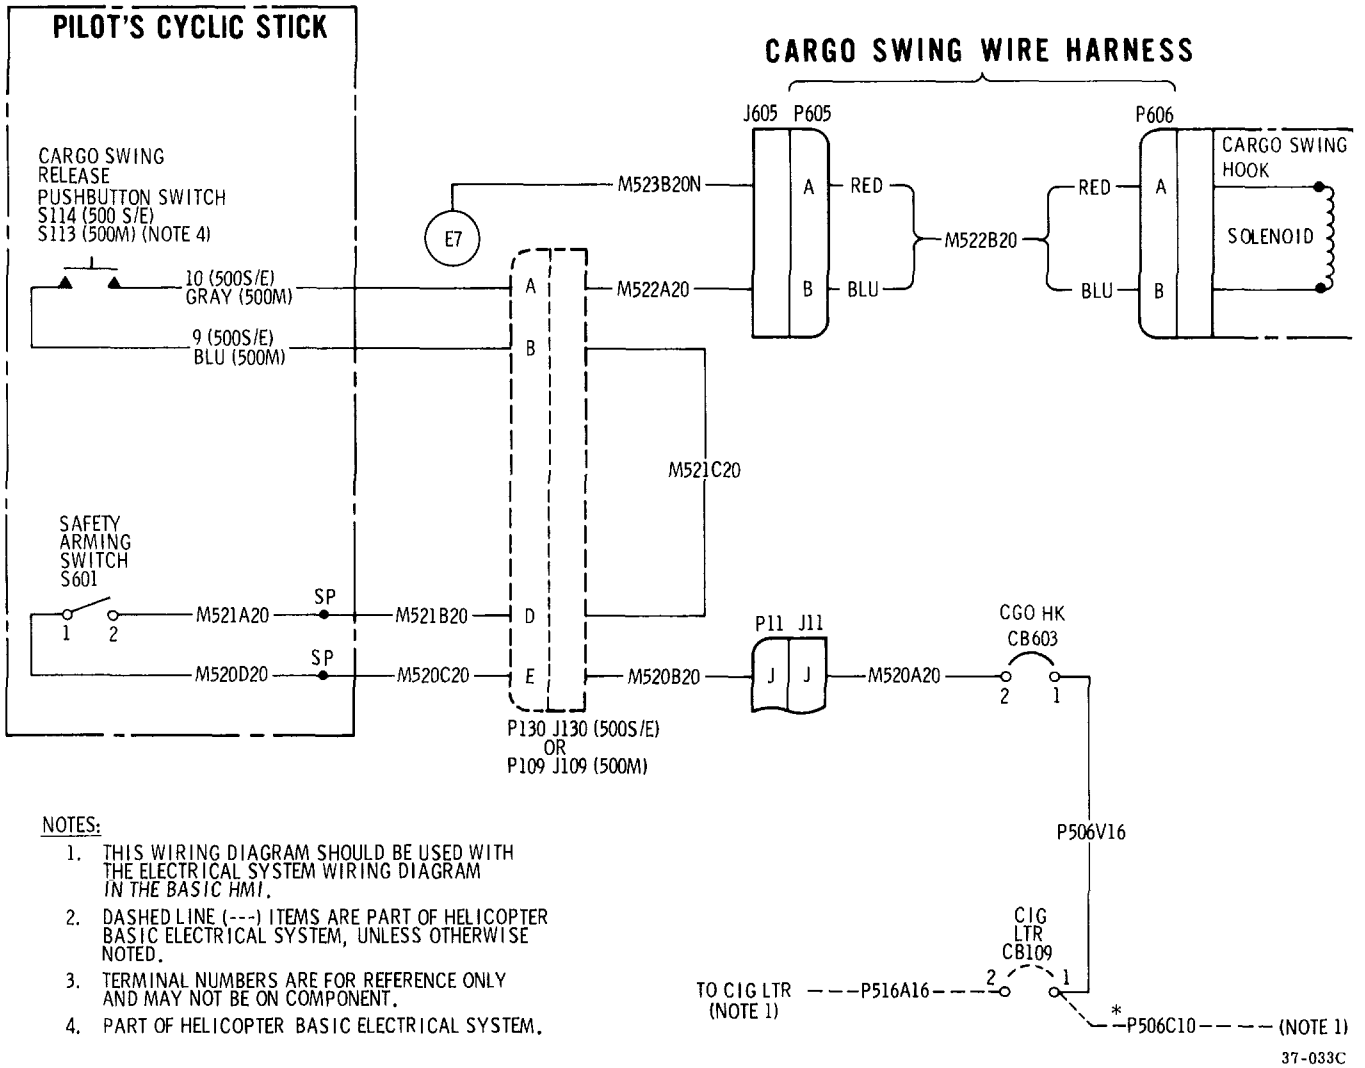 PILOT'S CYCLIC STICK
CARGO SWING WIRE HARNESS
J605 P605
P606
CARGO SWING
RELEASE
PUSHBUTTON SWITCH
S114 (500 S/E)
S113 (500M) (NOTE 4)
CARGO SWING
HOOK
M523B20N
A
RED
RED
A
E7
M522B20
SOLENOID
10 (500S/E)
GRAY (500M)
A
M522A20
B
BLU
BLU
B
9 (500S/E)
BLU (500M)
B
M521C20
SAFETY
ARMING
SWITCH
S601
1 2
M521A20
SP
M521B20
D
M520D20
SP
M520C20
E
M520B20
P11 J11
J J
M520A20
CGO HK
CB603
2 1
P130 J130 (500S/E)
OR
P109 J109 (500M)
P506V16
CIG
LTR
CB109
2 1
TO CIG LTR
(NOTE 1)
P516A16
*
P506C10
(NOTE 1)
NOTES:
1. THIS WIRING DIAGRAM SHOULD BE USED WITH
THE ELECTRICAL SYSTEM WIRING DIAGRAM
IN THE BASIC HMI.
2. DASHED LINE (---) ITEMS ARE PART OF HELICOPTER
BASIC ELECTRICAL SYSTEM, UNLESS OTHERWISE
NOTED.
3. TERMINAL NUMBERS ARE FOR REFERENCE ONLY
AND MAY NOT BE ON COMPONENT.
4. PART OF HELICOPTER BASIC ELECTRICAL SYSTEM.
37-033C